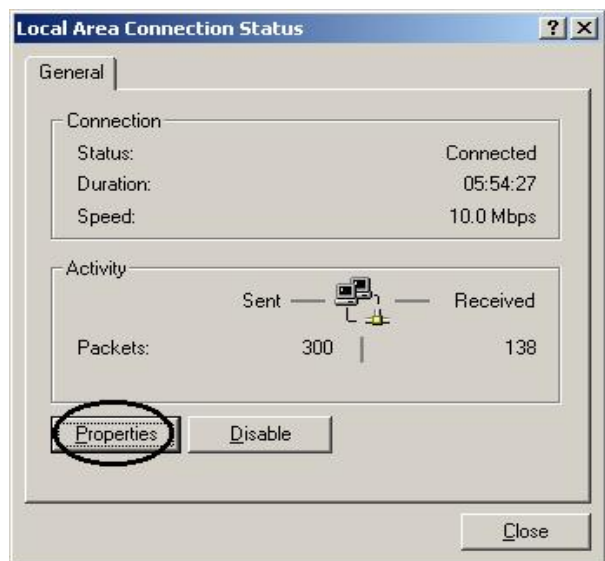 Local Area Connection Status
General
Connection
Status: Connected
Duration: 05:54:27
Speed: 10.0 Mbps
Activity
Sent Received
Packets: 300 138
Properties Disable
Close